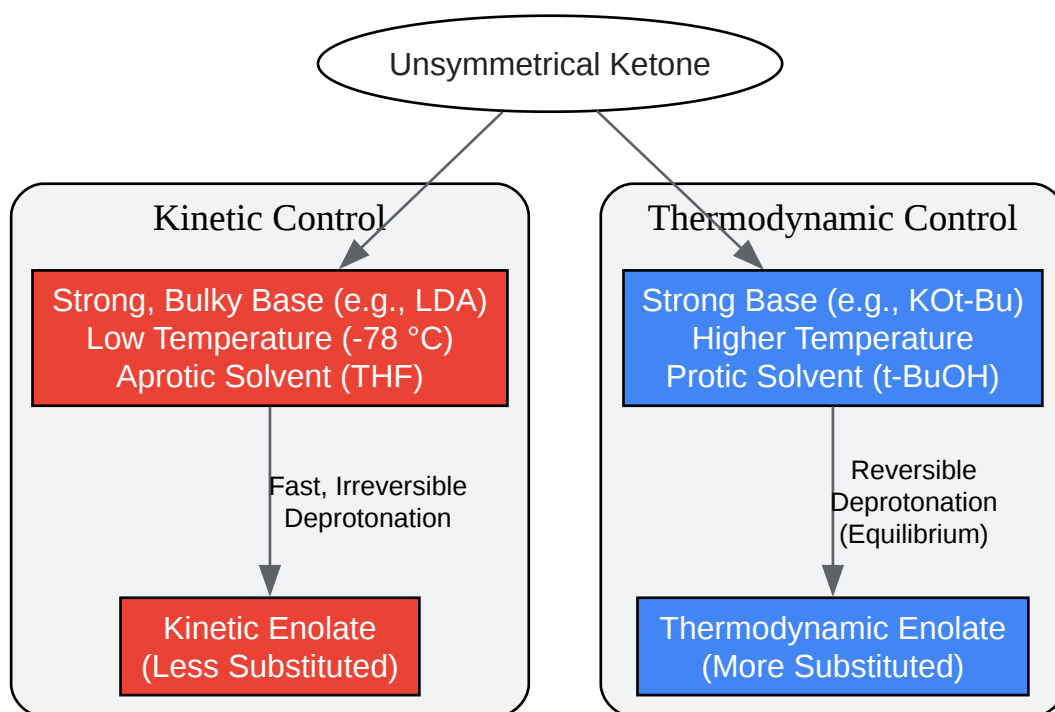 Unsymmetrical Ketone
Kinetic Control
Strong, Bulky Base (e.g., LDA)
Low Temperature (-78 °C)
Aprotic Solvent (THF)
Fast, Irreversible
Deprotonation
Kinetic Enolate
(Less Substituted)
Thermodynamic Control
Strong Base (e.g., KOt-Bu)
Higher Temperature
Protic Solvent (t-BuOH)
Reversible
Deprotonation
(Equilibrium)
Thermodynamic Enolate
(More Substituted)